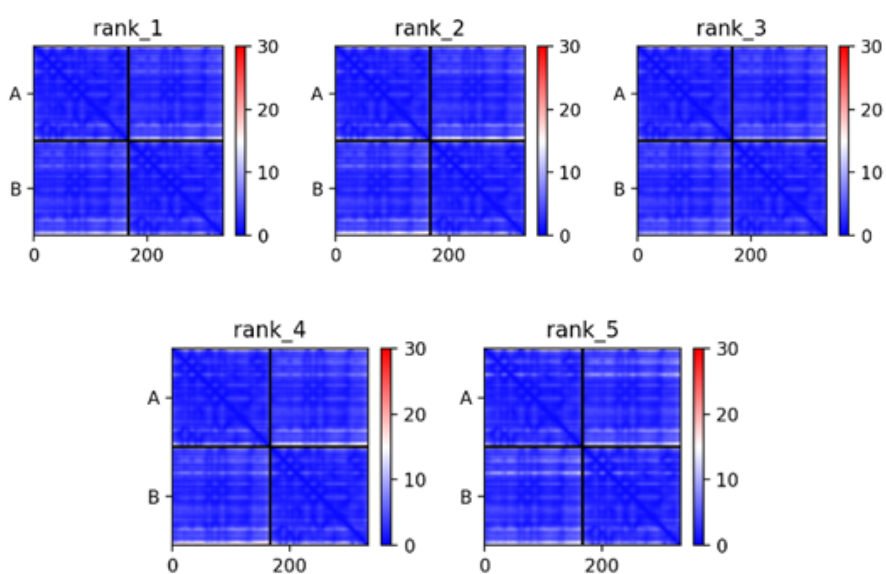 rank_1 rank_2 rank_3
30 30 30
A A A
20 20 20
10 10 10
B B B
0 0 0
0 200 0 200 0 200
rank_4 rank_5
30 30
A A
20 20
10 10
B B
0 0
0 200 0 200